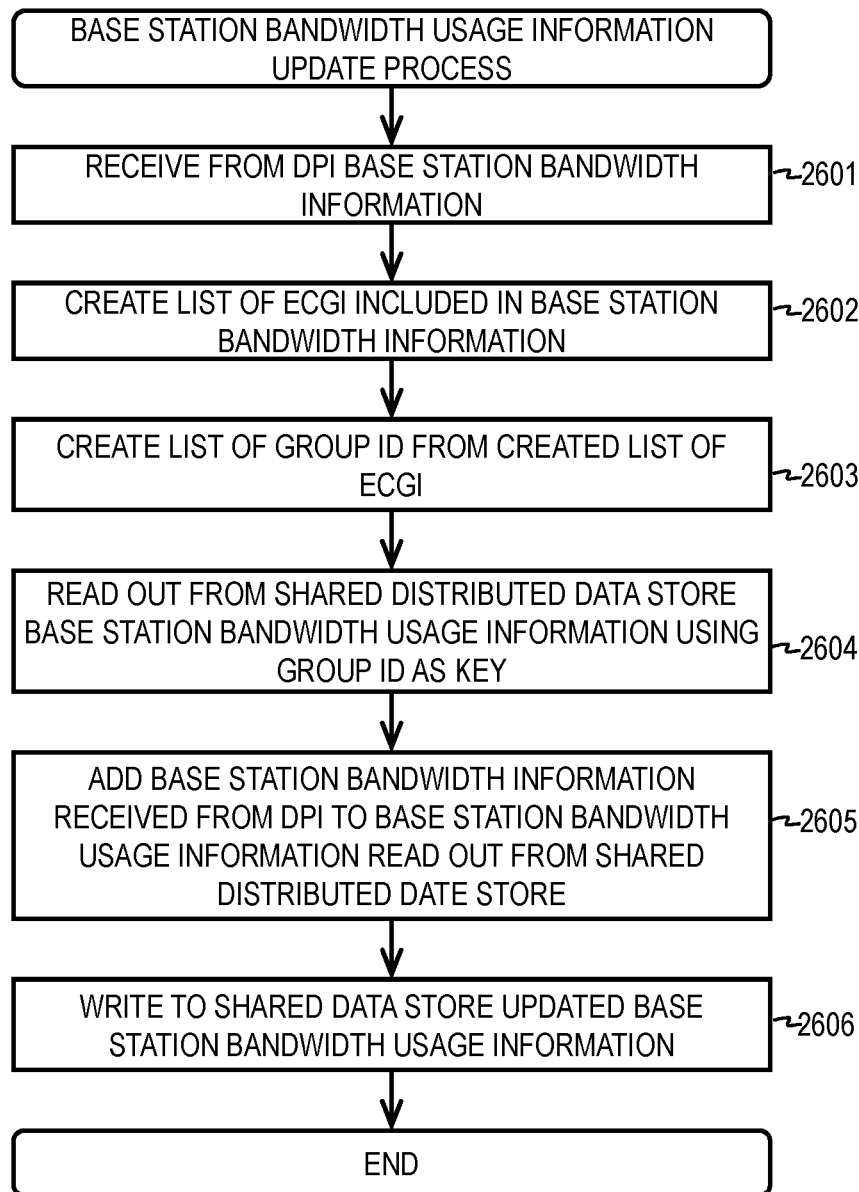 BASE STATION BANDWIDTH USAGE INFORMATION
UPDATE PROCESS
RECEIVE FROM DPI BASE STATION BANDWIDTH
INFORMATION
2601
CREATE LIST OF ECGI INCLUDED IN BASE STATION
BANDWIDTH INFORMATION
2602
CREATE LIST OF GROUP ID FROM CREATED LIST OF
ECGI
2603
READ OUT FROM SHARED DISTRIBUTED DATA STORE
BASE STATION BANDWIDTH USAGE INFORMATION USING
GROUP ID AS KEY
2604
ADD BASE STATION BANDWIDTH INFORMATION
RECEIVED FROM DPI TO BASE STATION BANDWIDTH
USAGE INFORMATION READ OUT FROM SHARED
DISTRIBUTED DATE STORE
2605
WRITE TO SHARED DATA STORE UPDATED BASE
STATION BANDWIDTH USAGE INFORMATION
2606
END